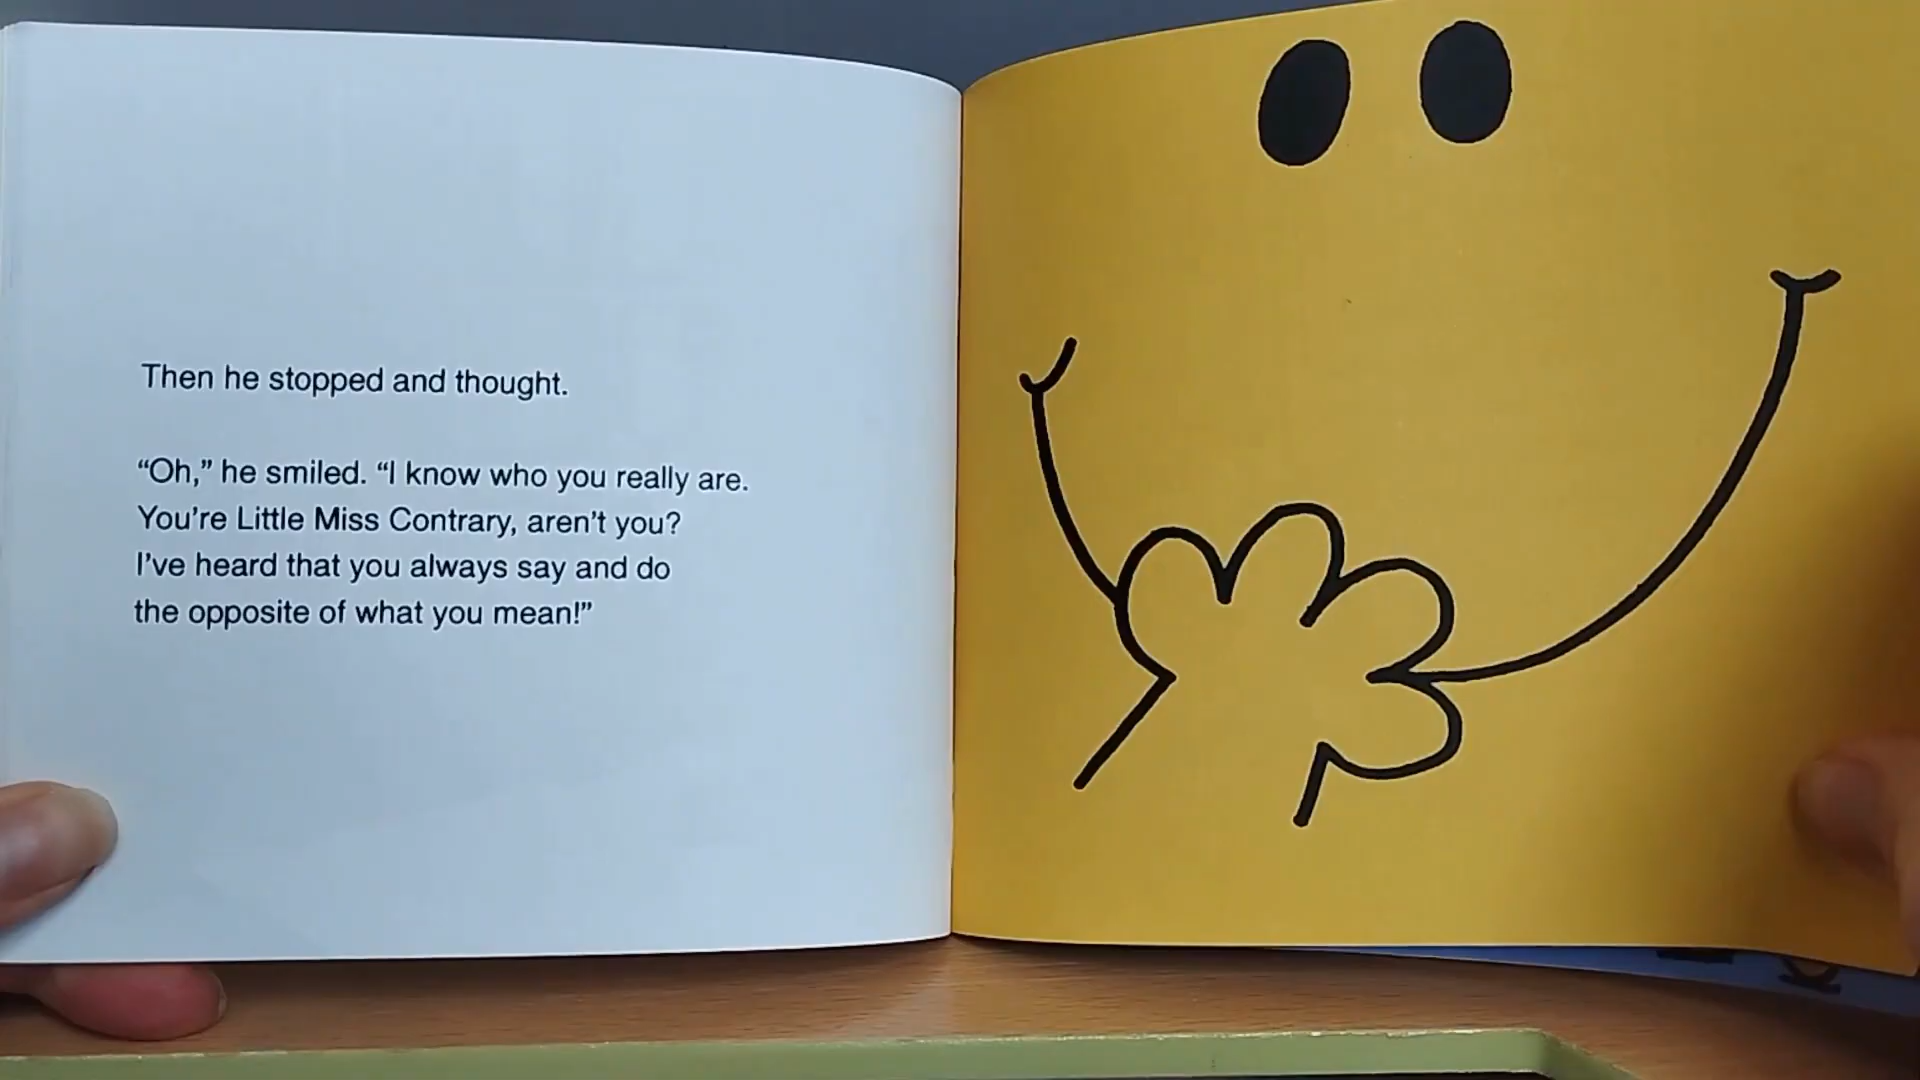 Then he stopped and thought.
“Oh,” he smiled. “I know who you really are.
You’re Little Miss Contrary, aren’t you?
I’ve heard that you always say and do
the opposite of what you mean!”